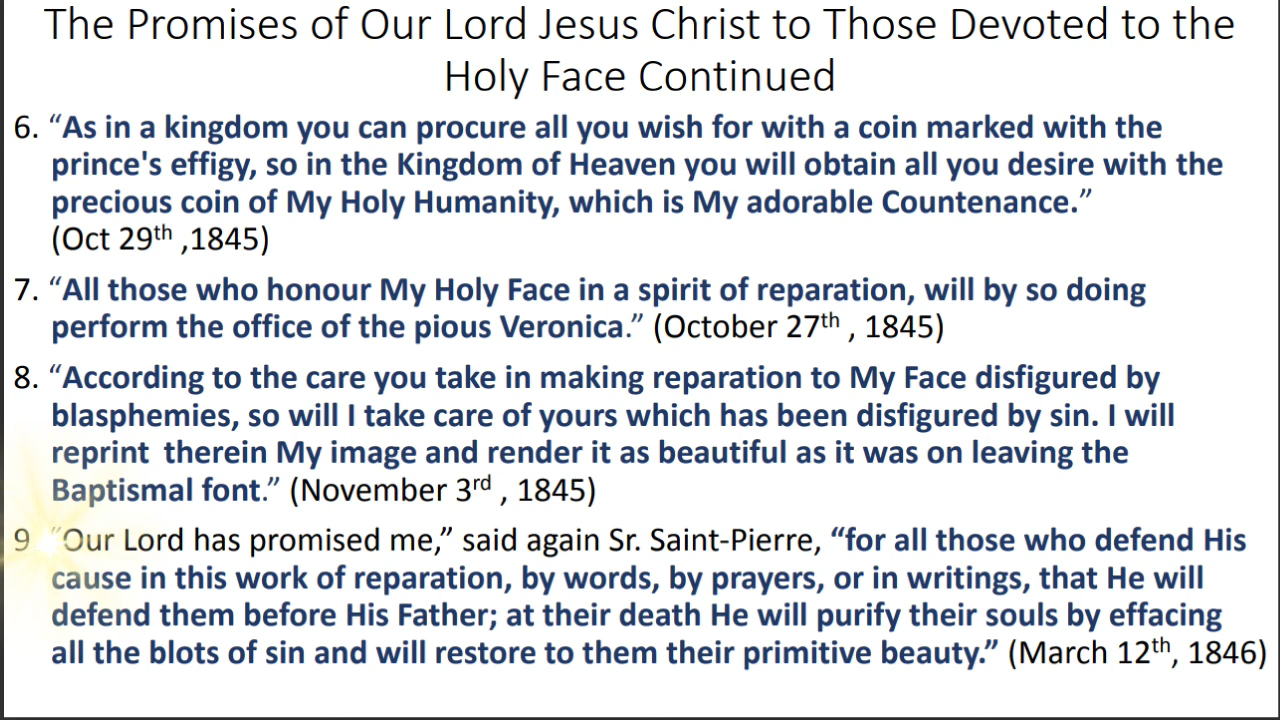 The Promises of Our Lord Jesus Christ to Those Devoted to the
Holy Face Continued
6. “As in a kingdom you can procure all you wish for with a coin marked with the
prince's effigy, so in the Kingdom of Heaven you will obtain all you desire with the
precious coin of My Holy Humanity, which is My adorable Countenance.”
(Oct 29th ,1845)
7. “All those who honour My Holy Face in a spirit of reparation, will by so doing
perform the office of the pious Veronica.” (October 27th , 1845)
8. “According to the care you take in making reparation to My Face disfigured by
blasphemies, so will I take care of yours which has been disfigured by sin. I will
reprint therein My image and render it as beautiful as it was on leaving the
Baptismal font.” (November 3rd , 1845)
9 “Our Lord has promised me,” said again Sr. Saint-Pierre, “for all those who defend His
cause in this work of reparation, by words, by prayers, or in writings, that He will
defend them before His Father; at their death He will purify their souls by effacing
all the blots of sin and will restore to them their primitive beauty.” (March 12th, 1846)